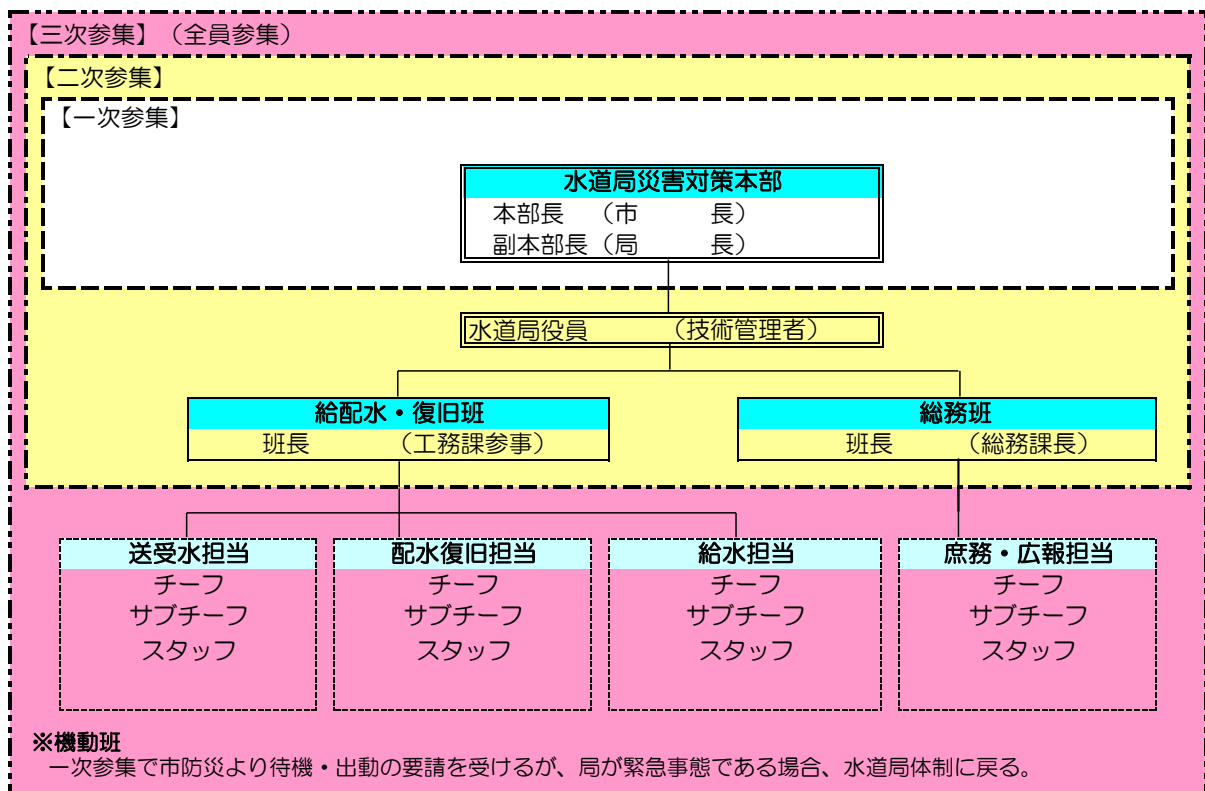 【三次参集】（全員参集）
【二次参集】
【一次参集】
水道局災害対策本部
本部長　（市　　　　長）
副本部長（局　　　　長）
水道局役員　　　　（技術管理者）
給配水・復旧班
班長　　　　（工務課参事）
総務班
班長　　　（総務課長）
送受水担当
チーフ
サブチーフ
スタッフ
配水復旧担当
チーフ
サブチーフ
スタッフ
給水担当
チーフ
サブチーフ
スタッフ
庶務・広報担当
チーフ
サブチーフ
スタッフ
※機動班
一次参集で市防災より待機・出動の要請を受けるが、局が緊急事態である場合、水道局体制に戻る。